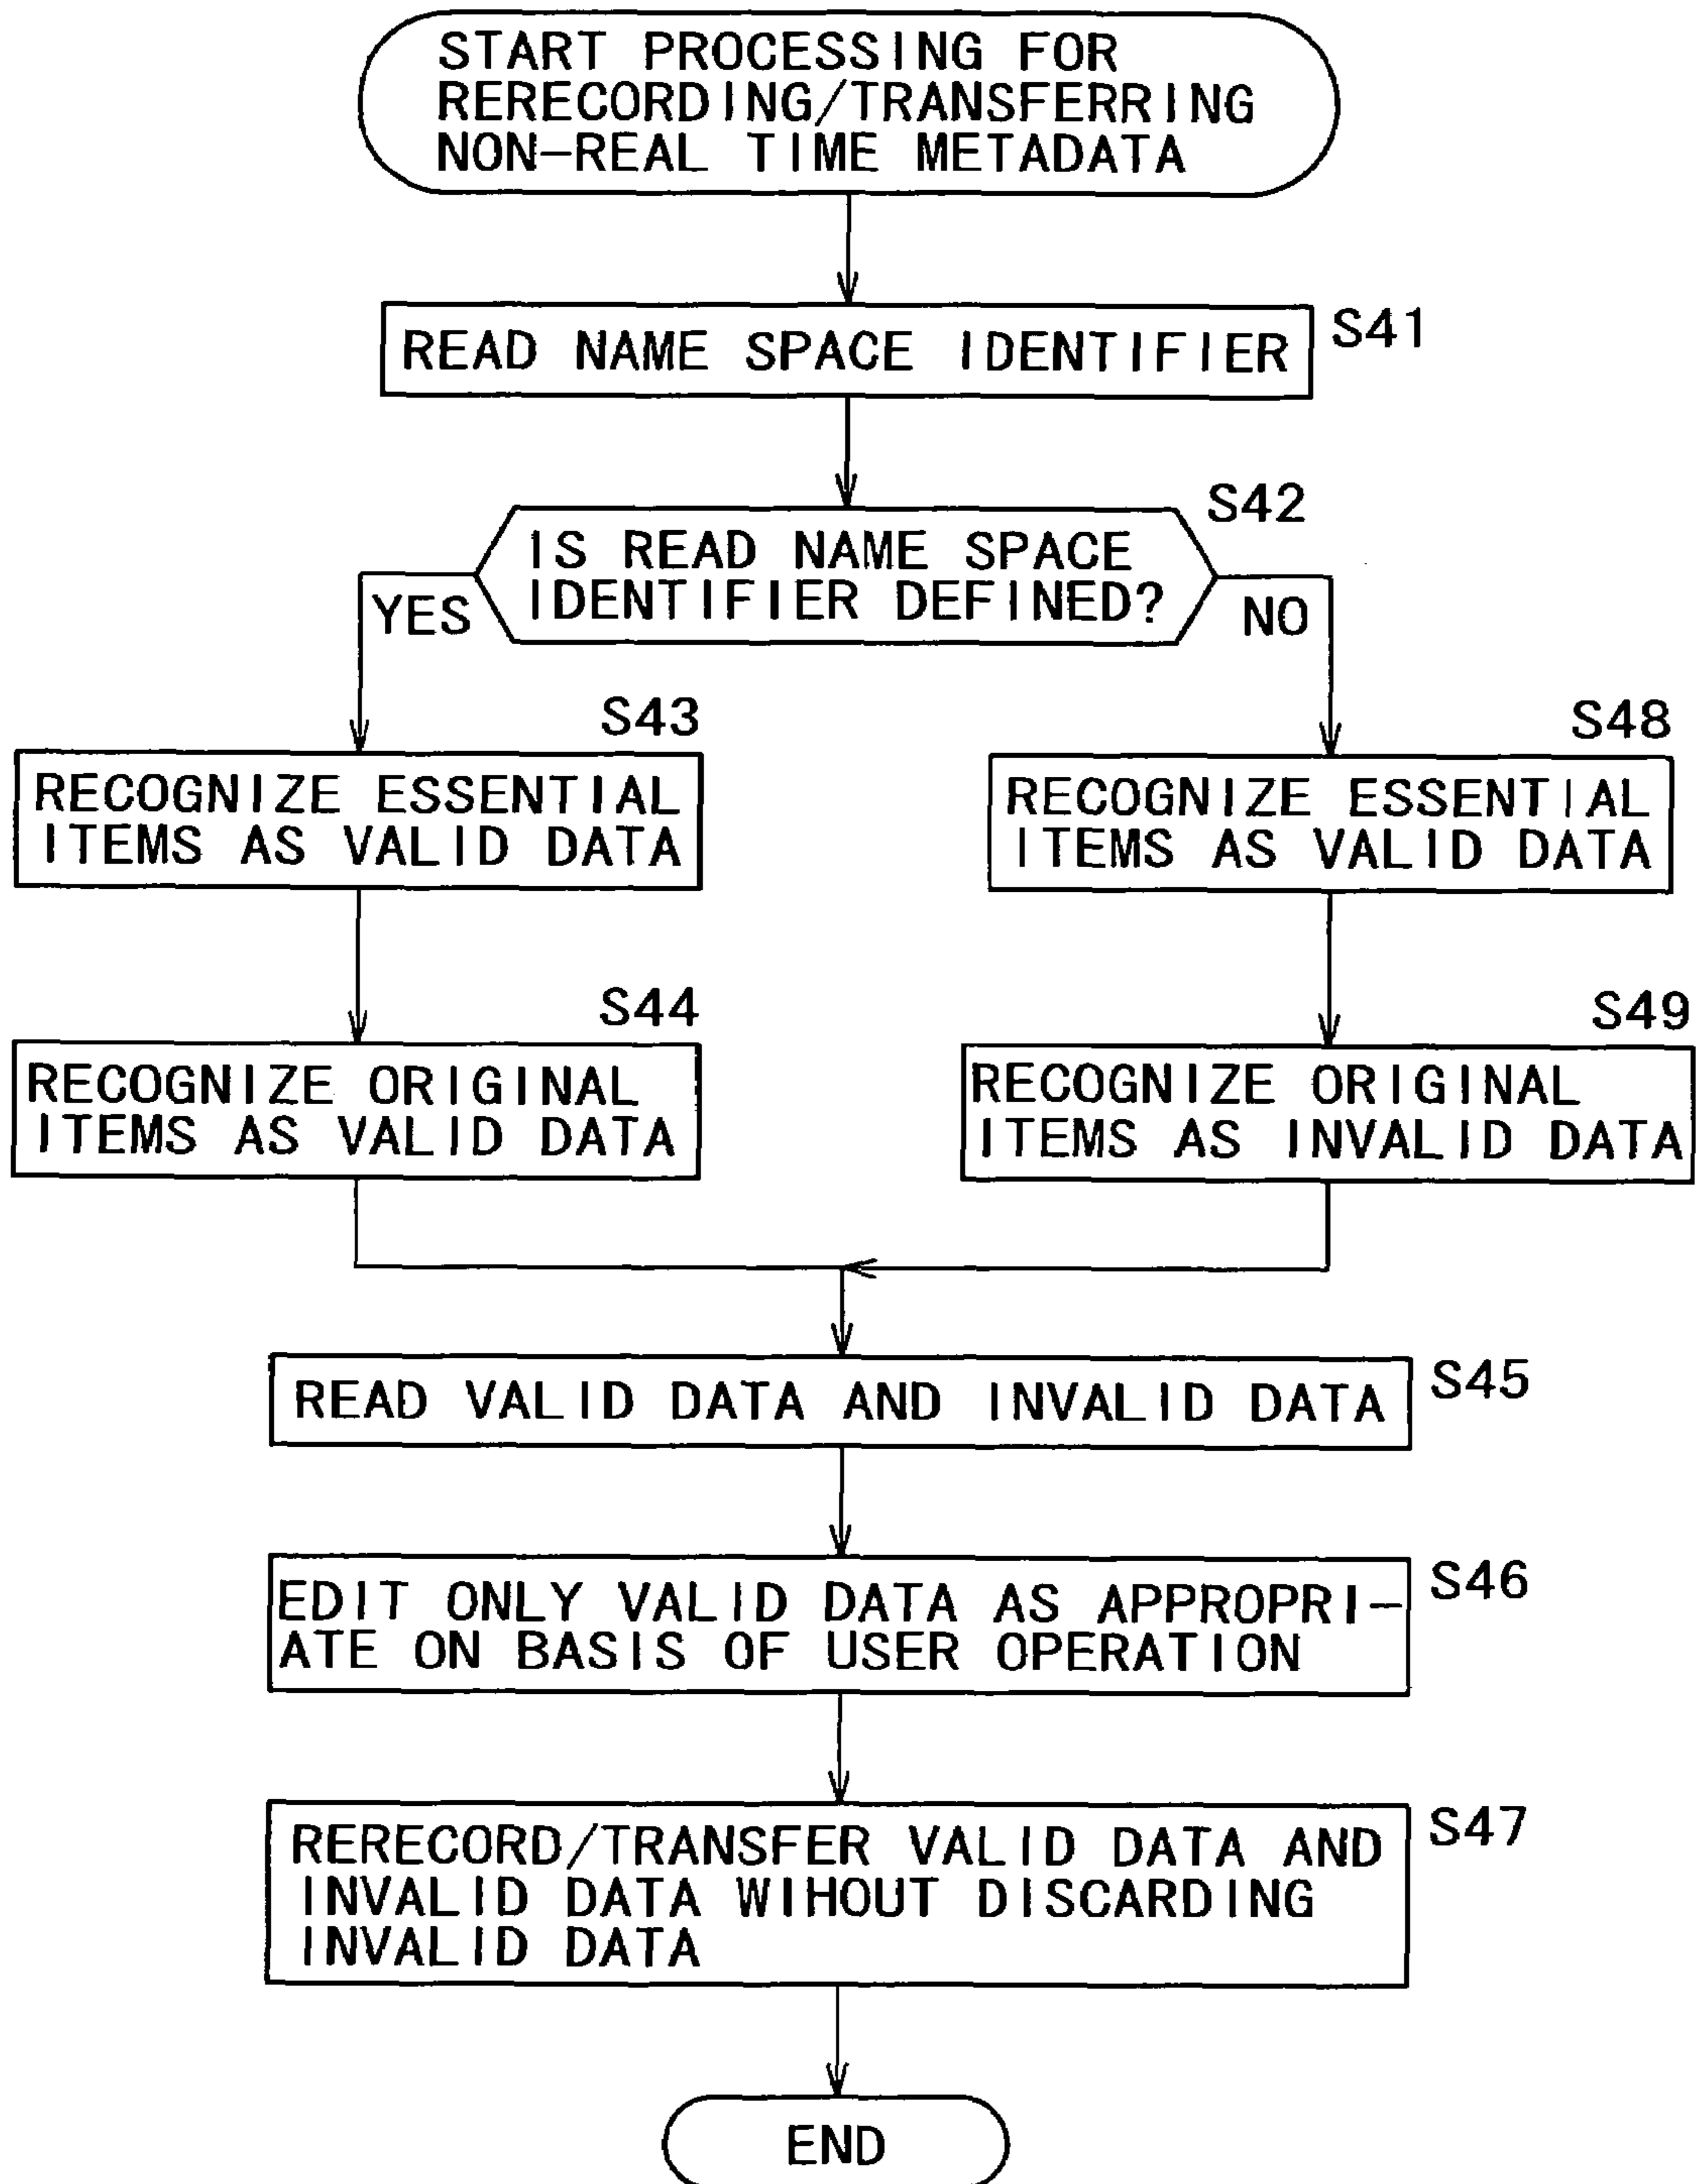 START PROCESSING FOR
RERECORDING/TRANSFERRING
NON-REAL TIME METADATA
READ NAME SPACE IDENTIFIER
S41
S42
IS READ NAME SPACE
IDENTIFIER DEFINED?
YES
NO
S43
S48
RECOGNIZE ESSENTIAL
ITEMS AS VALID DATA
RECOGNIZE ESSENTIAL
ITEMS AS VALID DATA
S44
S49
RECOGNIZE ORIGINAL
ITEMS AS VALID DATA
RECOGNIZE ORIGINAL
ITEMS AS INVALID DATA
READ VALID DATA AND INVALID DATA
S45
EDIT ONLY VALID DATA AS APPROPRI-
ATE ON BASIS OF USER OPERATION
S46
RERECORD/TRANSFER VALID DATA AND
INVALID DATA WIHOUT DISCARDING
INVALID DATA
S47
END